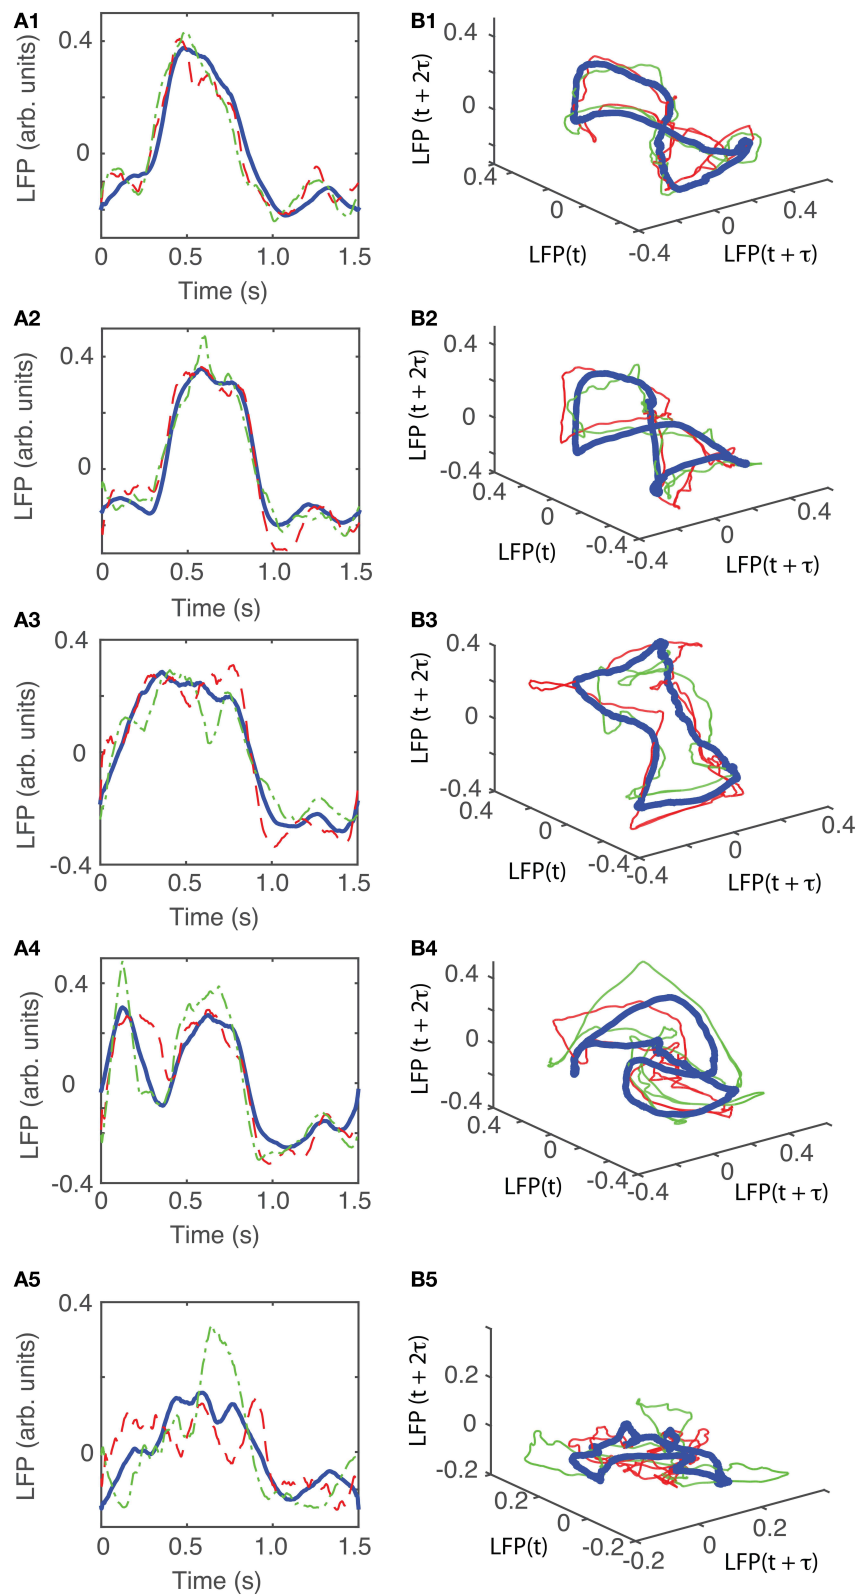 A1
LFP (arb. units)
0.4
0
0
0.5
1.0
1.5
Time (s)
B1
LFP (t + 2τ)
0.4
0
0.4
0
-0.4
0
0.4
LFP(t)
LFP(t + τ)
A2
LFP (arb. units)
0.4
0
0
0.5
1.0
1.5
Time (s)
B2
LFP (t + 2τ)
0.4
0
-0.4
0.4
0
-0.4
-0.4
0
0.4
LFP(t)
LFP(t + τ)
A3
LFP (arb. units)
0.4
0
-0.4
0
0.5
1.0
1.5
Time (s)
B3
LFP (t + 2τ)
0.4
0
-0.4
0.4
0
-0.4
-0.4
0
0.4
LFP(t)
LFP(t + τ)
A4
LFP (arb. units)
0.4
0
-0.4
0
0.5
1.0
1.5
Time (s)
B4
LFP (t + 2τ)
0.4
0
-0.4
0.4
0
-0.4
-0.4
0
0.4
LFP(t)
LFP(t + τ)
A5
LFP (arb. units)
0.4
0
0
0.5
1.0
1.5
Time (s)
B5
LFP (t + 2τ)
0.2
0
-0.2
0.2
0
-0.2
-0.2
0
0.2
LFP(t)
LFP(t + τ)